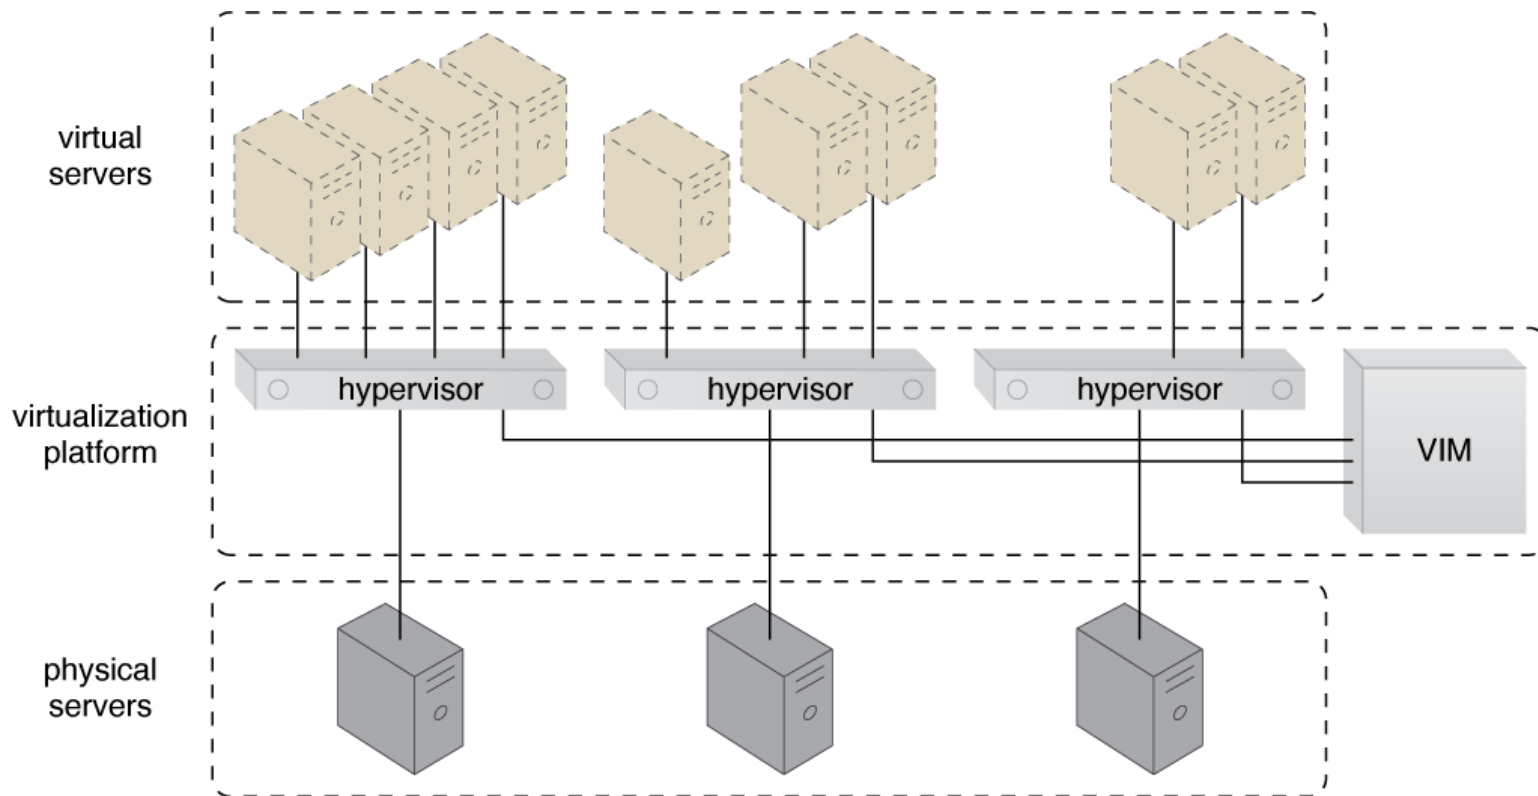 virtual
servers
hypervisor
hypervisor
hypervisor
virtualization
platform
VIM
physical
servers